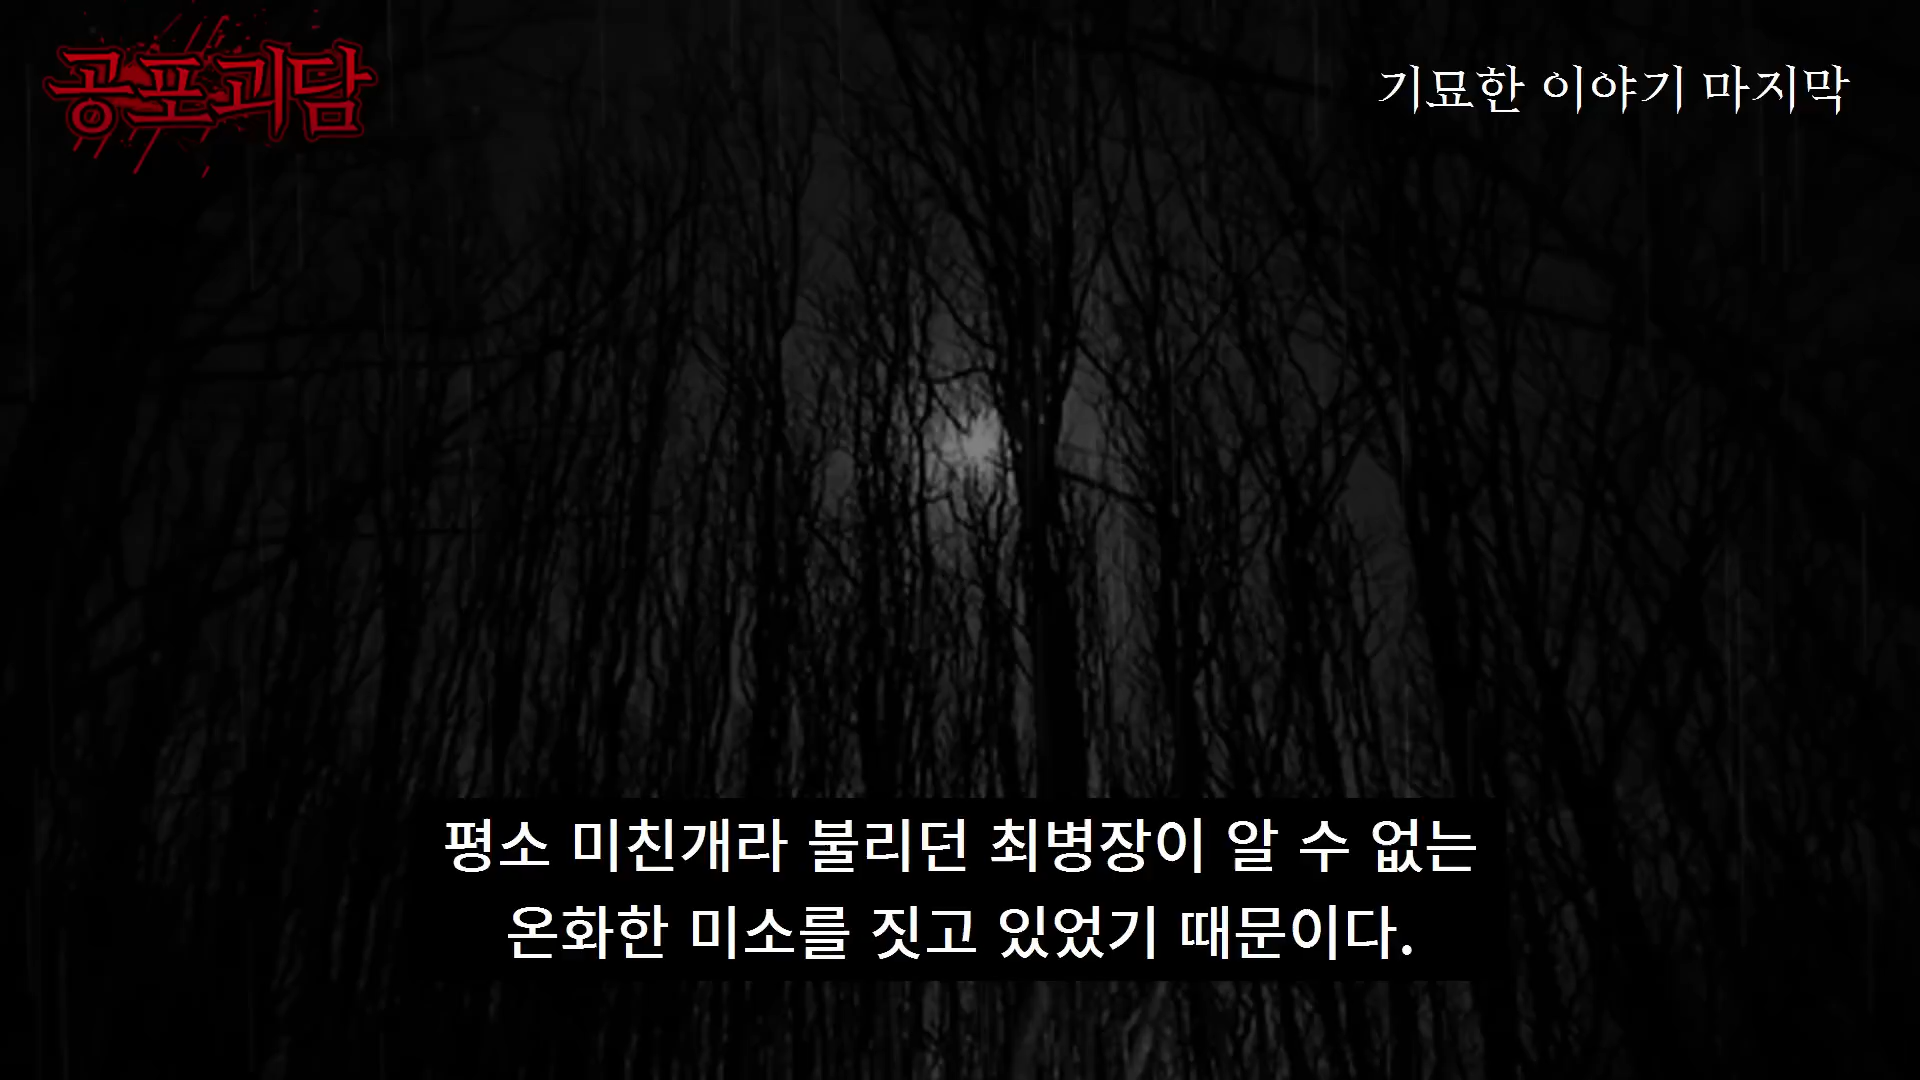 공포괴담
기묘한 이야기 마지막
평소 미친개라 불리던 최병장이 알 수 없는
온화한 미소를 짓고 있었기 때문이다.